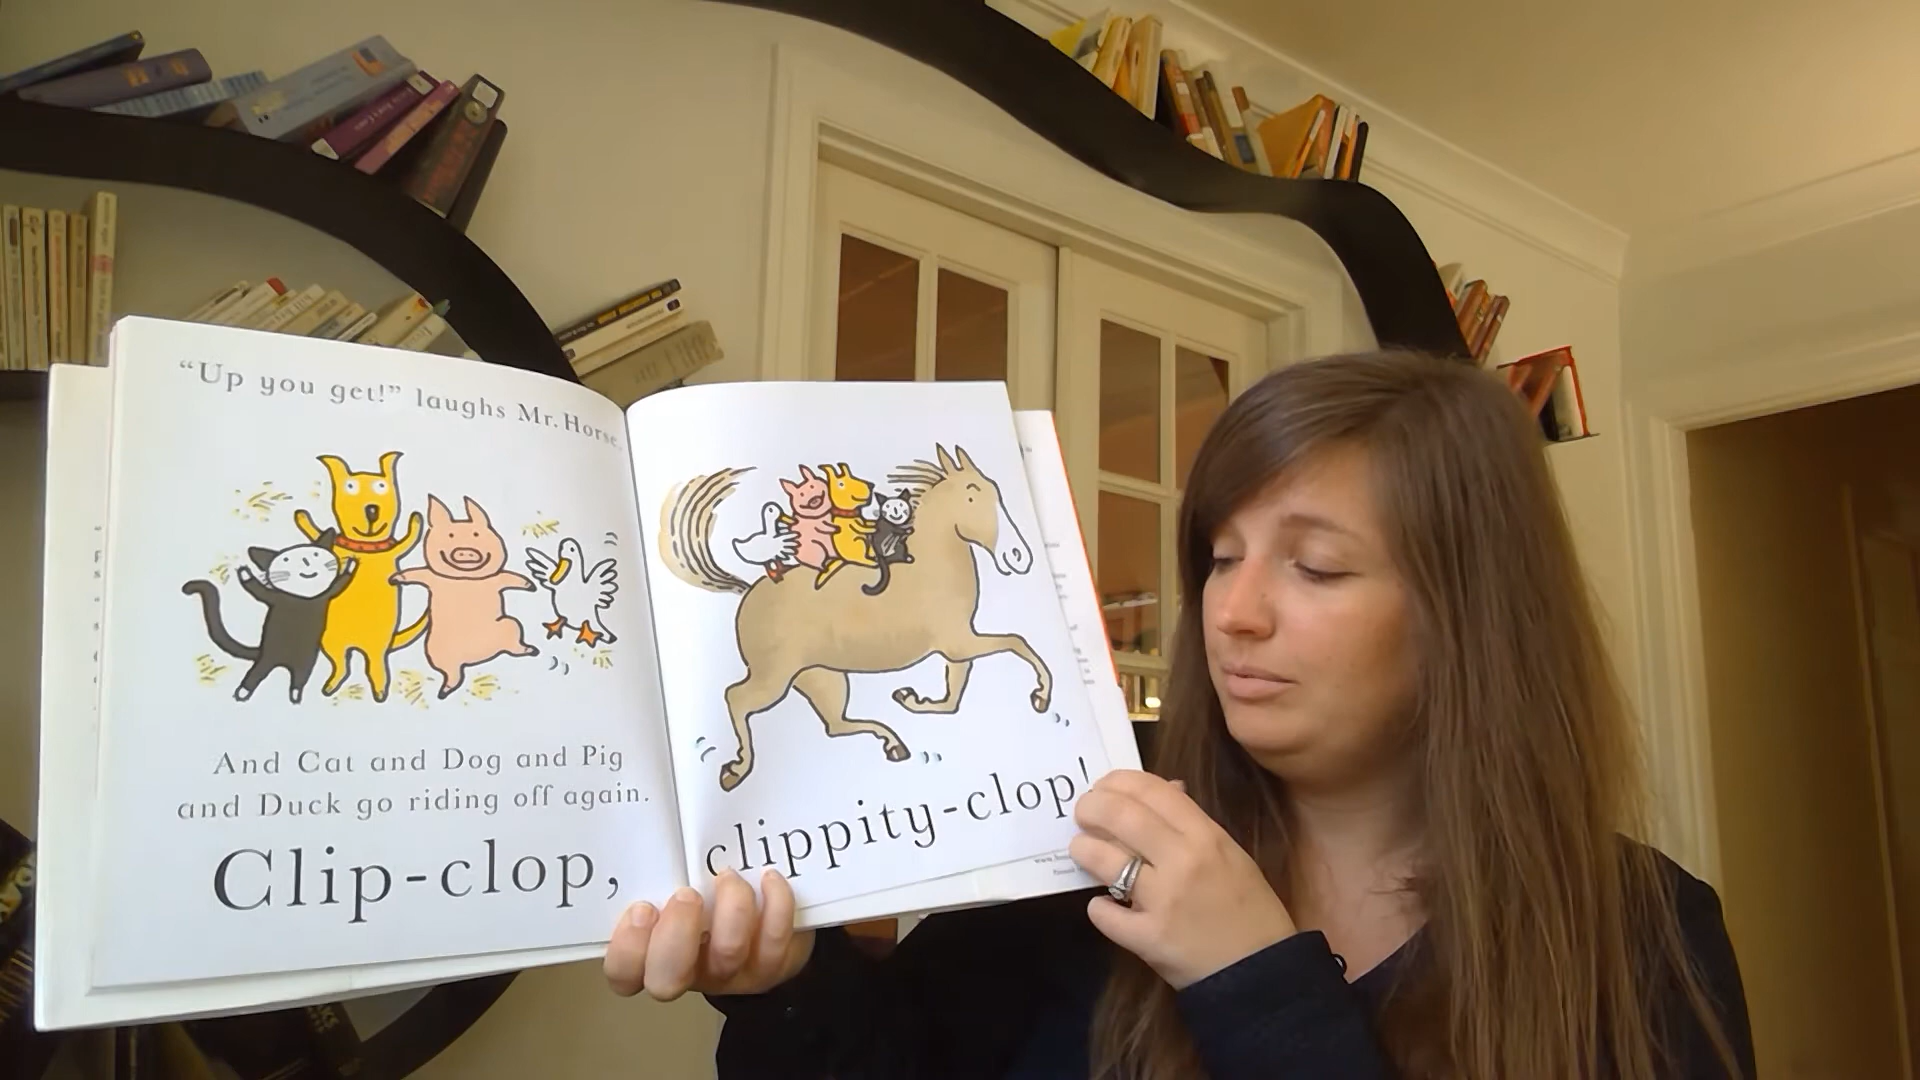 “Up you get!” laughs Mr. Horse.
And Cat and Dog and Pig
and Duck go riding off again.
Clip-clop,
clippity-clop!